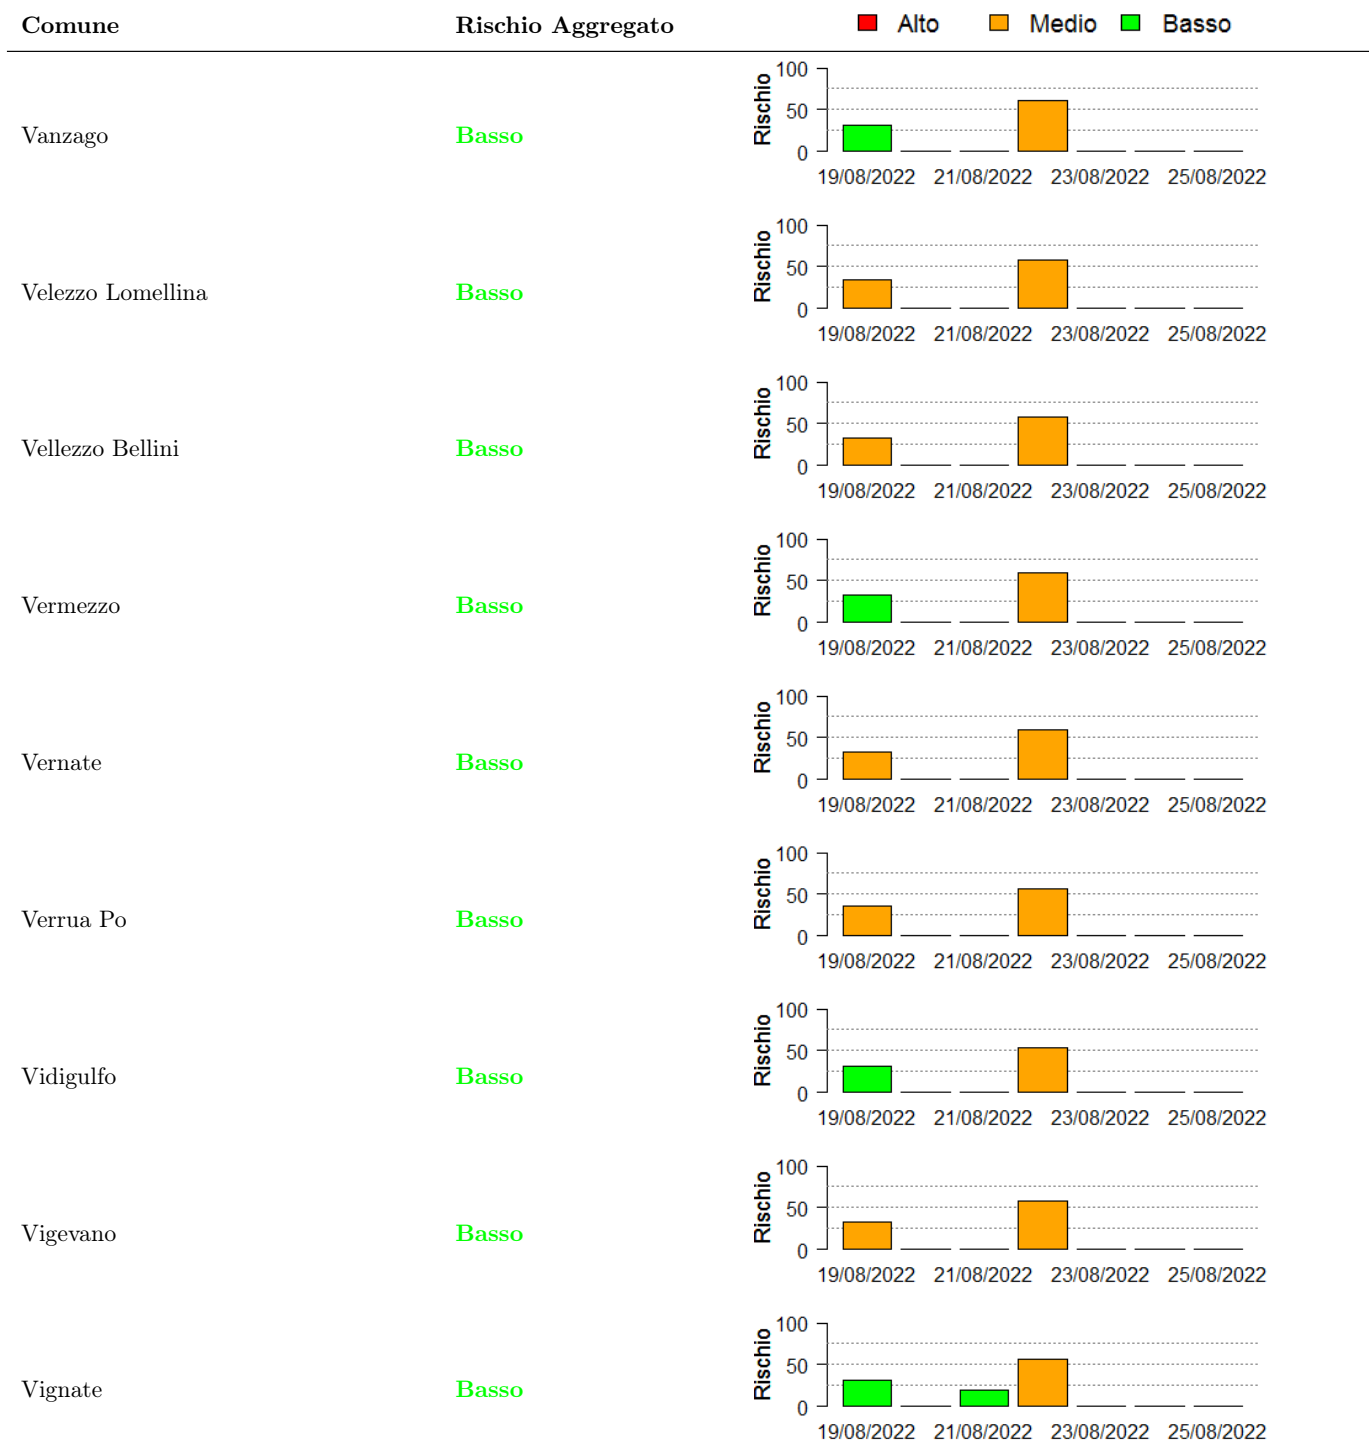 Comune Rischio Aggregato Alto Medio Basso
Vanzago Basso Rischio 100 50 0
19/08/2022 21/08/2022 23/08/2022 25/08/2022
Velezzo Lomellina Basso Rischio 100 50 0
19/08/2022 21/08/2022 23/08/2022 25/08/2022
Vellezzo Bellini Basso Rischio 100 50 0
19/08/2022 21/08/2022 23/08/2022 25/08/2022
Vermezzo Basso Rischio 100 50 0
19/08/2022 21/08/2022 23/08/2022 25/08/2022
Vernate Basso Rischio 100 50 0
19/08/2022 21/08/2022 23/08/2022 25/08/2022
Verrua Po Basso Rischio 100 50 0
19/08/2022 21/08/2022 23/08/2022 25/08/2022
Vidigulfo Basso Rischio 100 50 0
19/08/2022 21/08/2022 23/08/2022 25/08/2022
Vigevano Basso Rischio 100 50 0
19/08/2022 21/08/2022 23/08/2022 25/08/2022
Vignate Basso Rischio 100 50 0
19/08/2022 21/08/2022 23/08/2022 25/08/2022